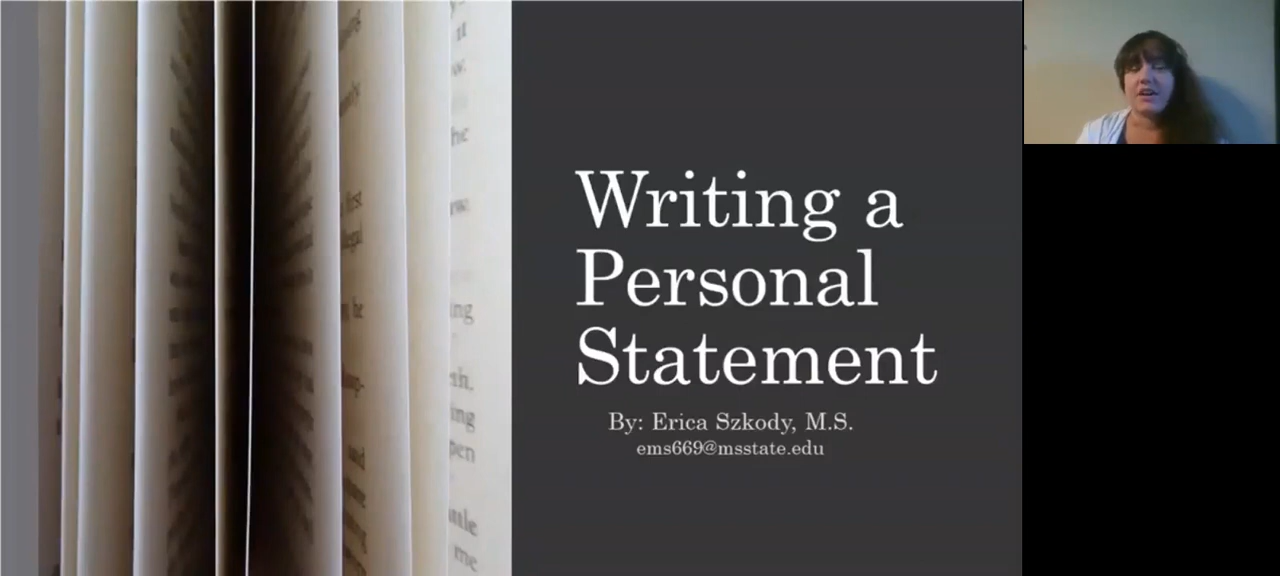 Writing a
Personal
Statement
By: Erica Szkody, M.S.
ems669@msstate.edu